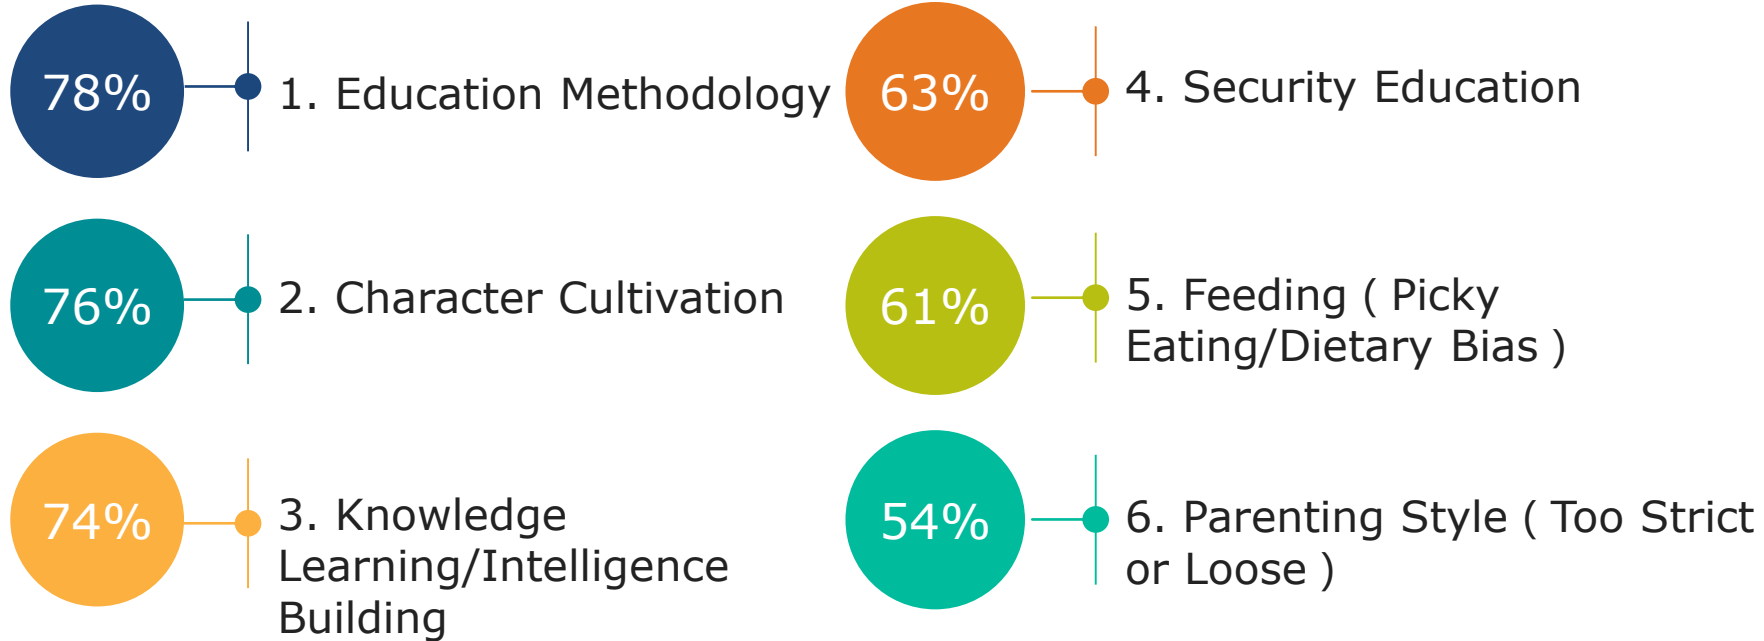 78%
1. Education Methodology
76%
2. Character Cultivation
74%
3. Knowledge
Learning/Intelligence
Building
63%
4. Security Education
61%
5. Feeding ( Picky
Eating/Dietary Bias )
54%
6. Parenting Style ( Too Strict
or Loose )